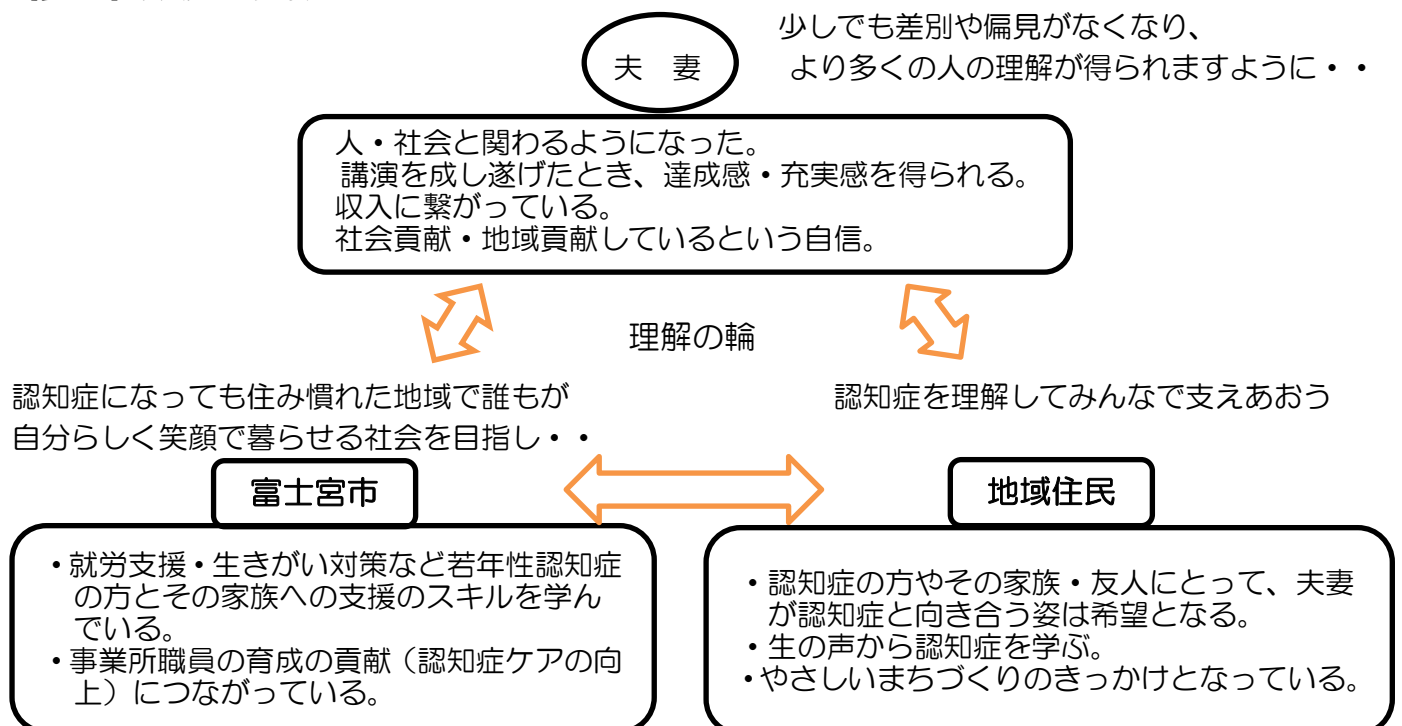 少しでも差別や偏見がなくなり、
より多くの人の理解が得られますように・・
夫　妻
人・社会と関わるようになった。
講演を成し遂げたとき、達成感・充実感を得られる。
収入に繋がっている。
社会貢献・地域貢献しているという自信。
理解の輪
認知症になっても住み慣れた地域で誰もが
自分らしく笑顔で暮らせる社会を目指し・・
認知症を理解してみんなで支えあおう
富士宮市
・就労支援・生きがい対策など若年性認知症
の方とその家族への支援のスキルを学ん
でいる。
・事業所職員の育成の貢献（認知症ケアの向
上）につながっている。
地域住民
・認知症の方やその家族・友人にとって、夫妻
が認知症と向き合う姿は希望となる。
・生の声から認知症を学ぶ。
・やさしいまちづくりのきっかけとなっている。